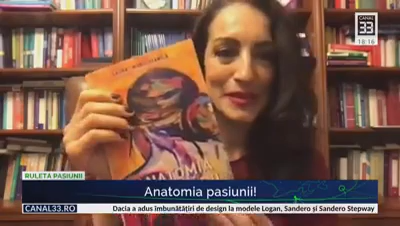 CANAL
33
18:16
ANATOMIA
RULETA PASIUNII
Anatomia pasiunii!
CANAL33.RO
Dacia a adus îmbunătățiri de design la modele Logan, Sandero și Sandero Stepway